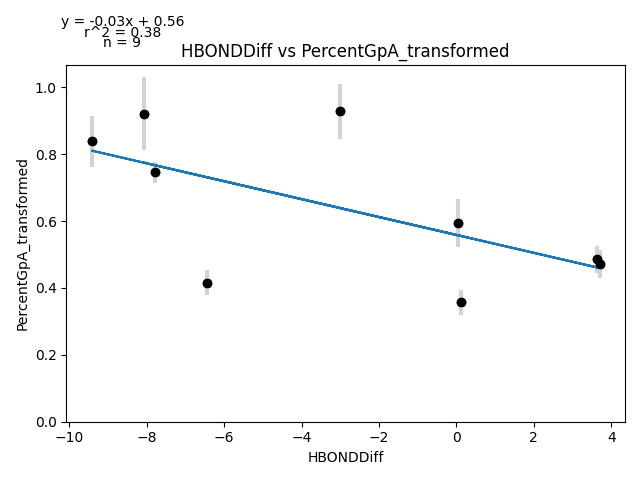 y = -0.03x + 0.56
r^2 = 0.38
n = 9
HBONDDiff vs PercentGpA_transformed
PercentGpA_transformed
1.0
0.8
0.6
0.4
0.2
0.0
−10
−8
−6
−4
−2
0
2
4
HBONDDiff